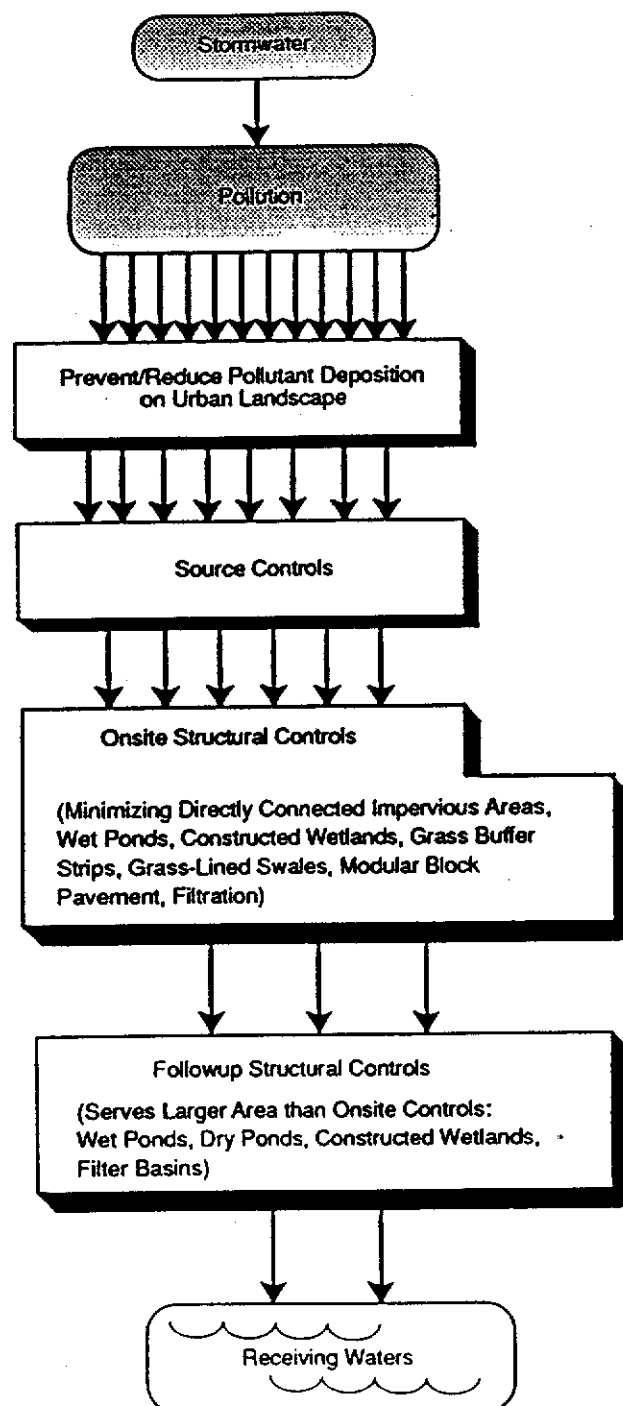 Stormwater
Pollution
Prevent/Reduce Pollutant Deposition
on Urban Landscape
Source Controls
Onsite Structural Controls
(Minimizing Directly Connected Impervious Areas,
Wet Ponds, Constructed Wetlands, Grass Buffer
Strips, Grass-Lined Swales, Modular Block
Pavement, Filtration)
Followup Structural Controls
(Serves Larger Area than Onsite Controls:
Wet Ponds, Dry Ponds, Constructed Wetlands,
Filter Basins)
Receiving Waters